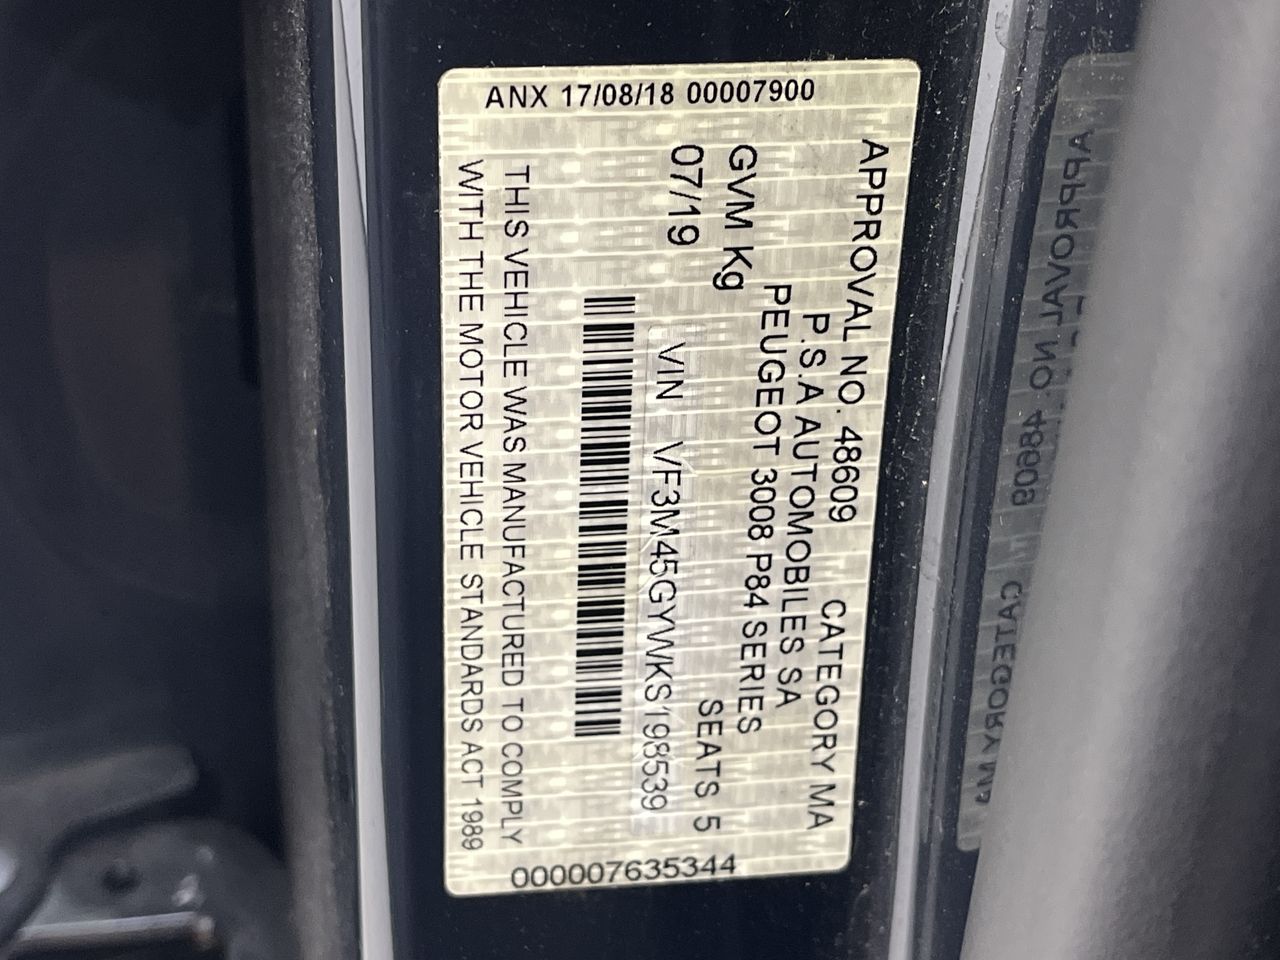 ANX 17/08/18 00007900
APPROVAL NO. 48609 CATEGORY MA
P.S.A AUTOMOBILES SA
PEUGEOT 3008 P84 SERIES
GVM Kg SEATS 5
07/19 VIN VF3M45GYWKS198539
THIS VEHICLE WAS MANUFACTURED TO COMPLY
WITH THE MOTOR VEHICLE STANDARDS ACT 1989
000007635344
APPROVAL NO. 48609 CATEGORY MA